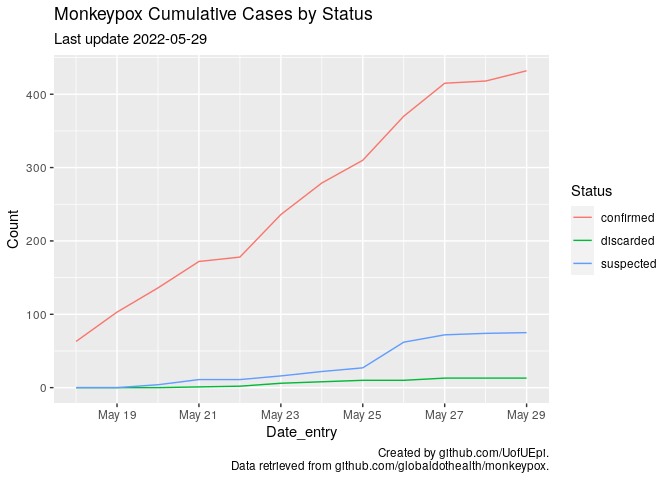 Monkeypox Cumulative Cases by Status
Last update 2022-05-29
Count
400
300
200
100
0
May 19 May 21 May 23 May 25 May 27 May 29
Date_entry
Status
confirmed
discarded
suspected
Created by github.com/UofUEpi.
Data retrieved from github.com/globaldothealth/monkeypox.